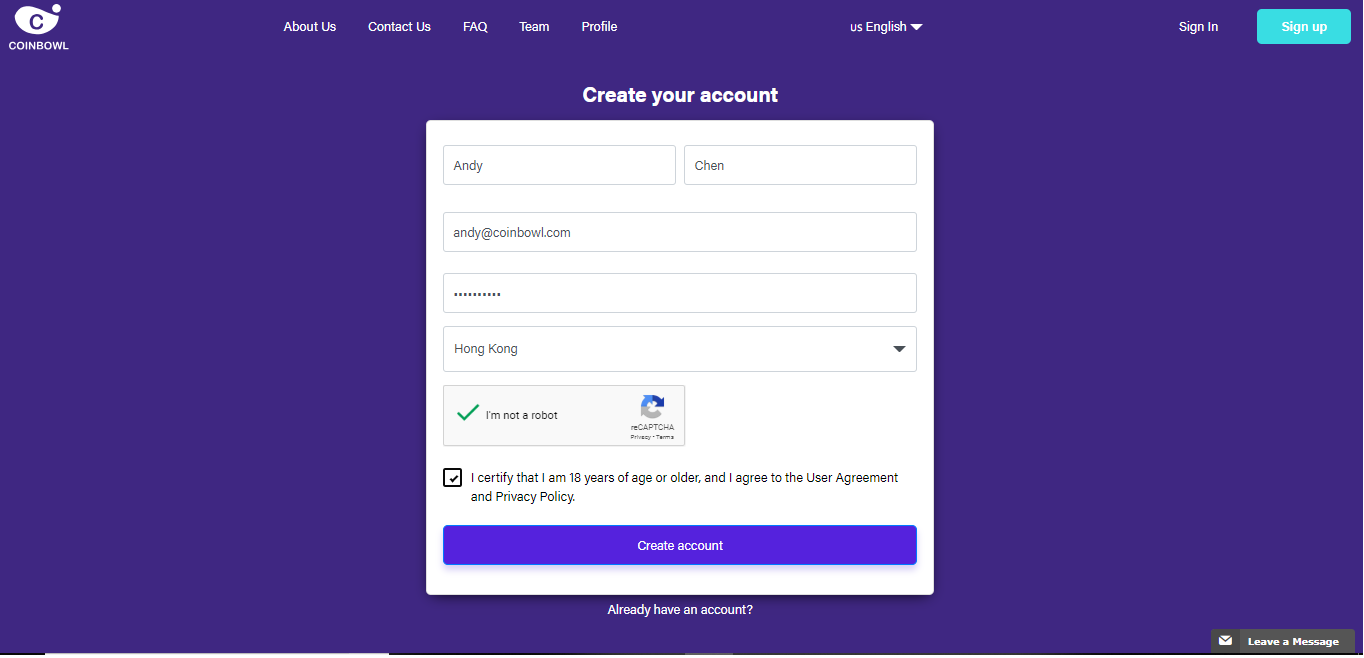 C
COINBOWL
About Us Contact Us FAQ Team Profile us English Sign In Sign up
Create your account
Andy Chen
andy@coinbowl.com
••••••••••
Hong Kong
I'm not a robot
reCAPTCHA
Privacy - Terms
I certify that I am 18 years of age or older, and I agree to the User Agreement
and Privacy Policy.
Create account
Already have an account?
Leave a Message